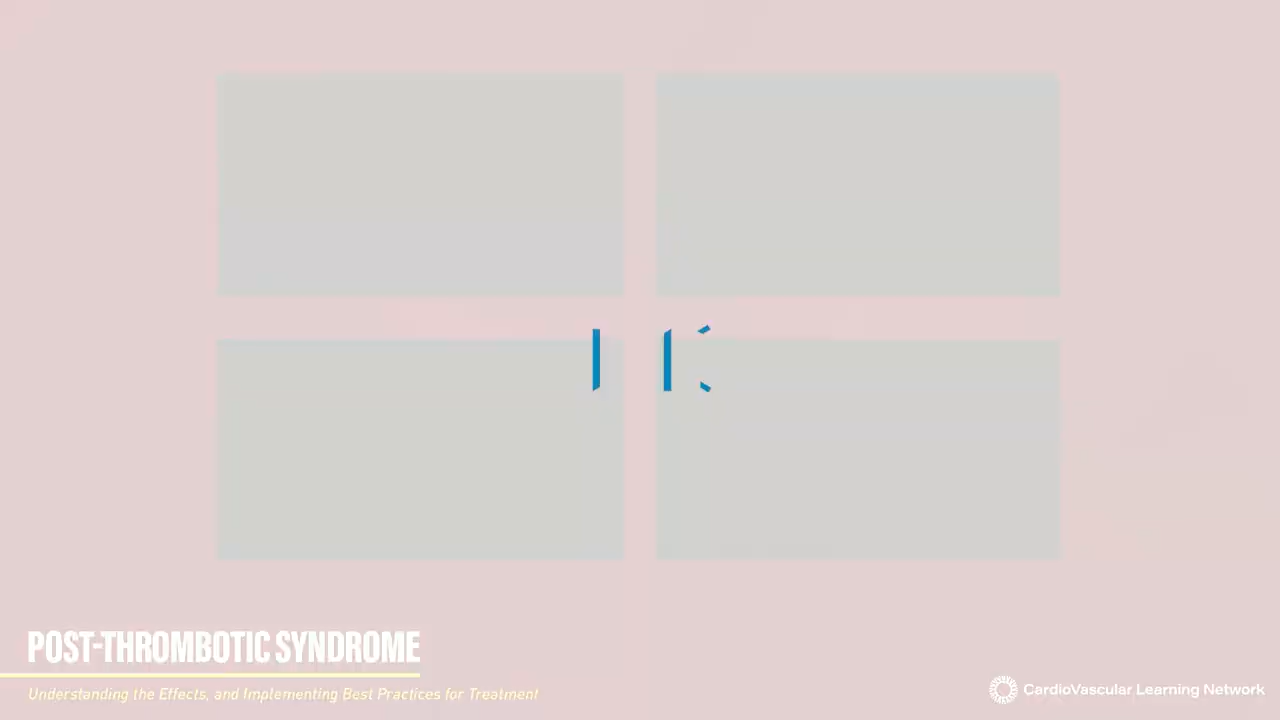 POST-THROMBOTIC SYNDROME
Understanding the Effects, and Implementing Best Practices for Treatment
CardioVascular Learning Network